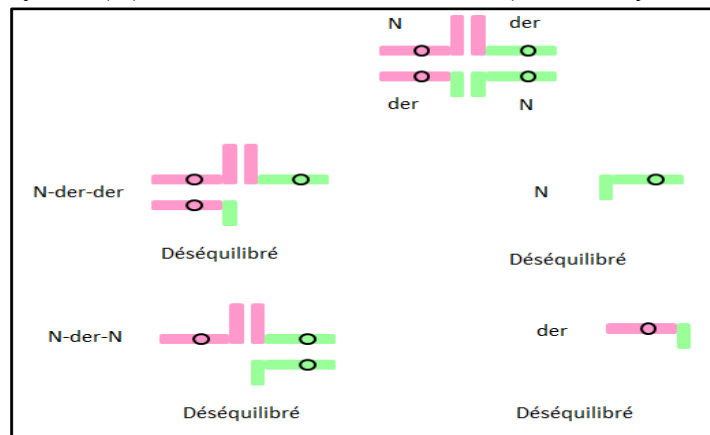 N der
der N
N-der-der
N
Déséquilibré
Déséquilibré
N-der-N
der
Déséquilibré
Déséquilibré